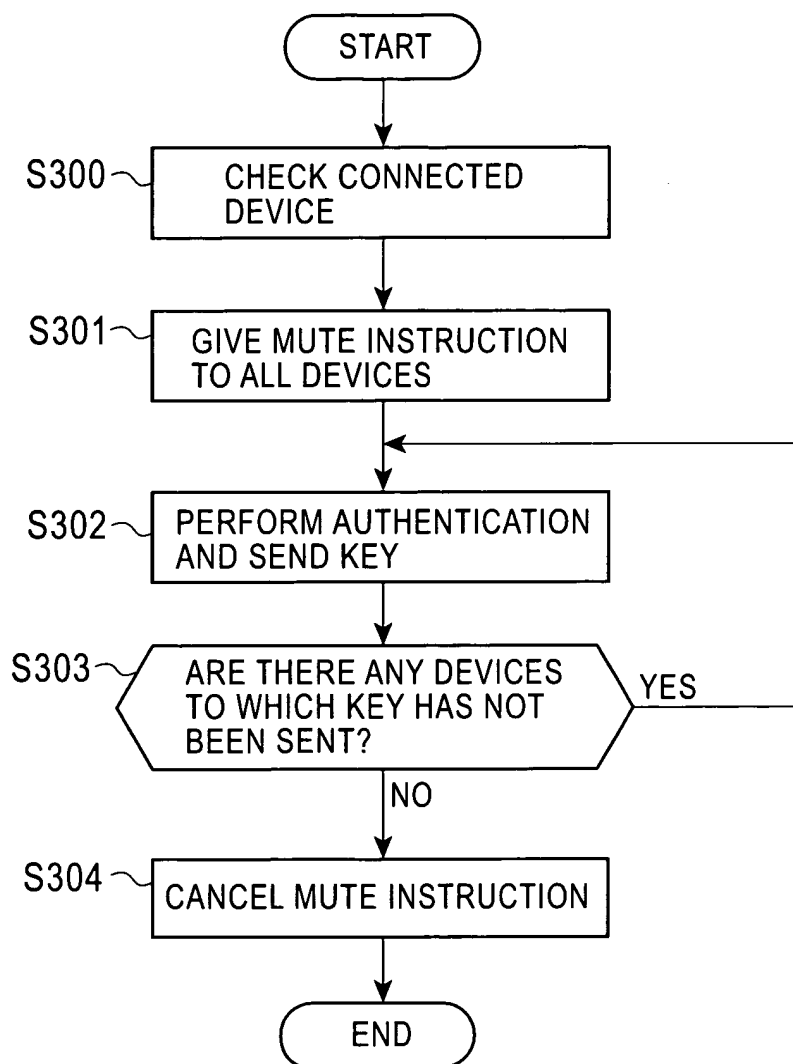 START
S300
CHECK CONNECTED
DEVICE
S301
GIVE MUTE INSTRUCTION
TO ALL DEVICES
S302
PERFORM AUTHENTICATION
AND SEND KEY
S303
ARE THERE ANY DEVICES
TO WHICH KEY HAS NOT
BEEN SENT?
YES
NO
S304
CANCEL MUTE INSTRUCTION
END